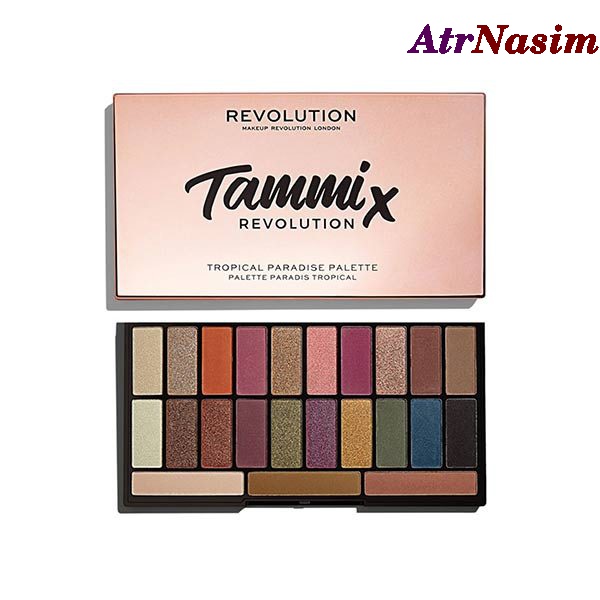 AtrNasim
REVOLUTION
MAKEUP REVOLUTION LONDON
Tammi x
REVOLUTION
TROPICAL PARADISE PALETTE
PALETTE PARADIS TROPICAL